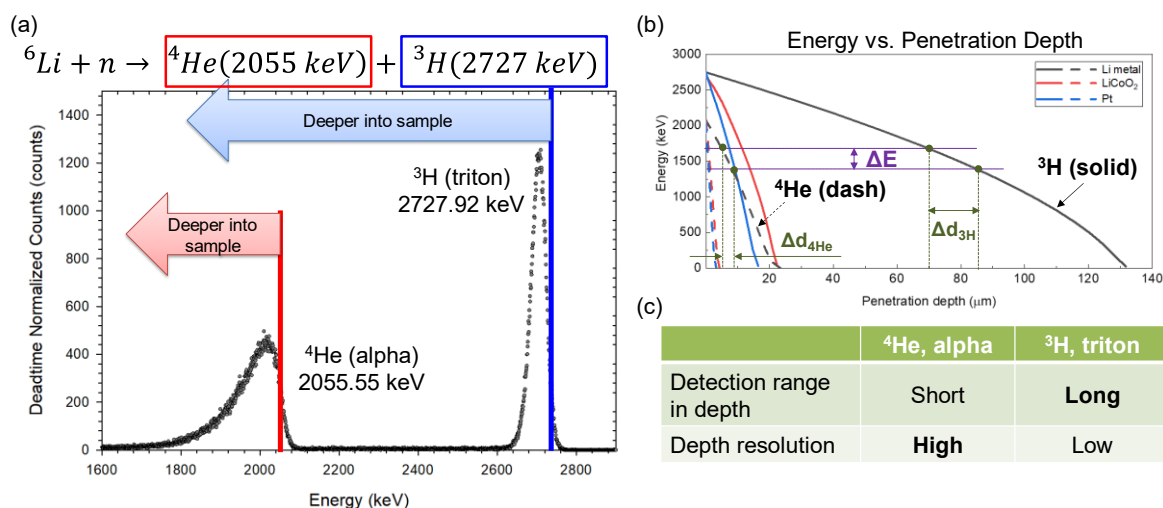 (a)
⁶Li + n → ⁴He(2055 keV) + ³H(2727 keV)
Deadtime Normalized Counts (counts)
1400
1200
1000
800
600
400
200
0
Deeper into sample
Deeper into
sample
³H (triton)
2727.92 keV
⁴He (alpha)
2055.55 keV
1600
1800
2000
2200
2400
2600
2800
Energy (keV)
(b)
Energy vs. Penetration Depth
Energy (keV)
3000
2500
2000
1500
1000
500
0
Li metal
LiCoO₂
Pt
ΔE
³H (solid)
⁴He (dash)
Δd₄He
Δd₃H
0
20
40
60
80
100
120
140
Penetration depth (μm)
(c)
⁴He, alpha
³H, triton
Detection range
in depth
Short
Long
Depth resolution
High
Low